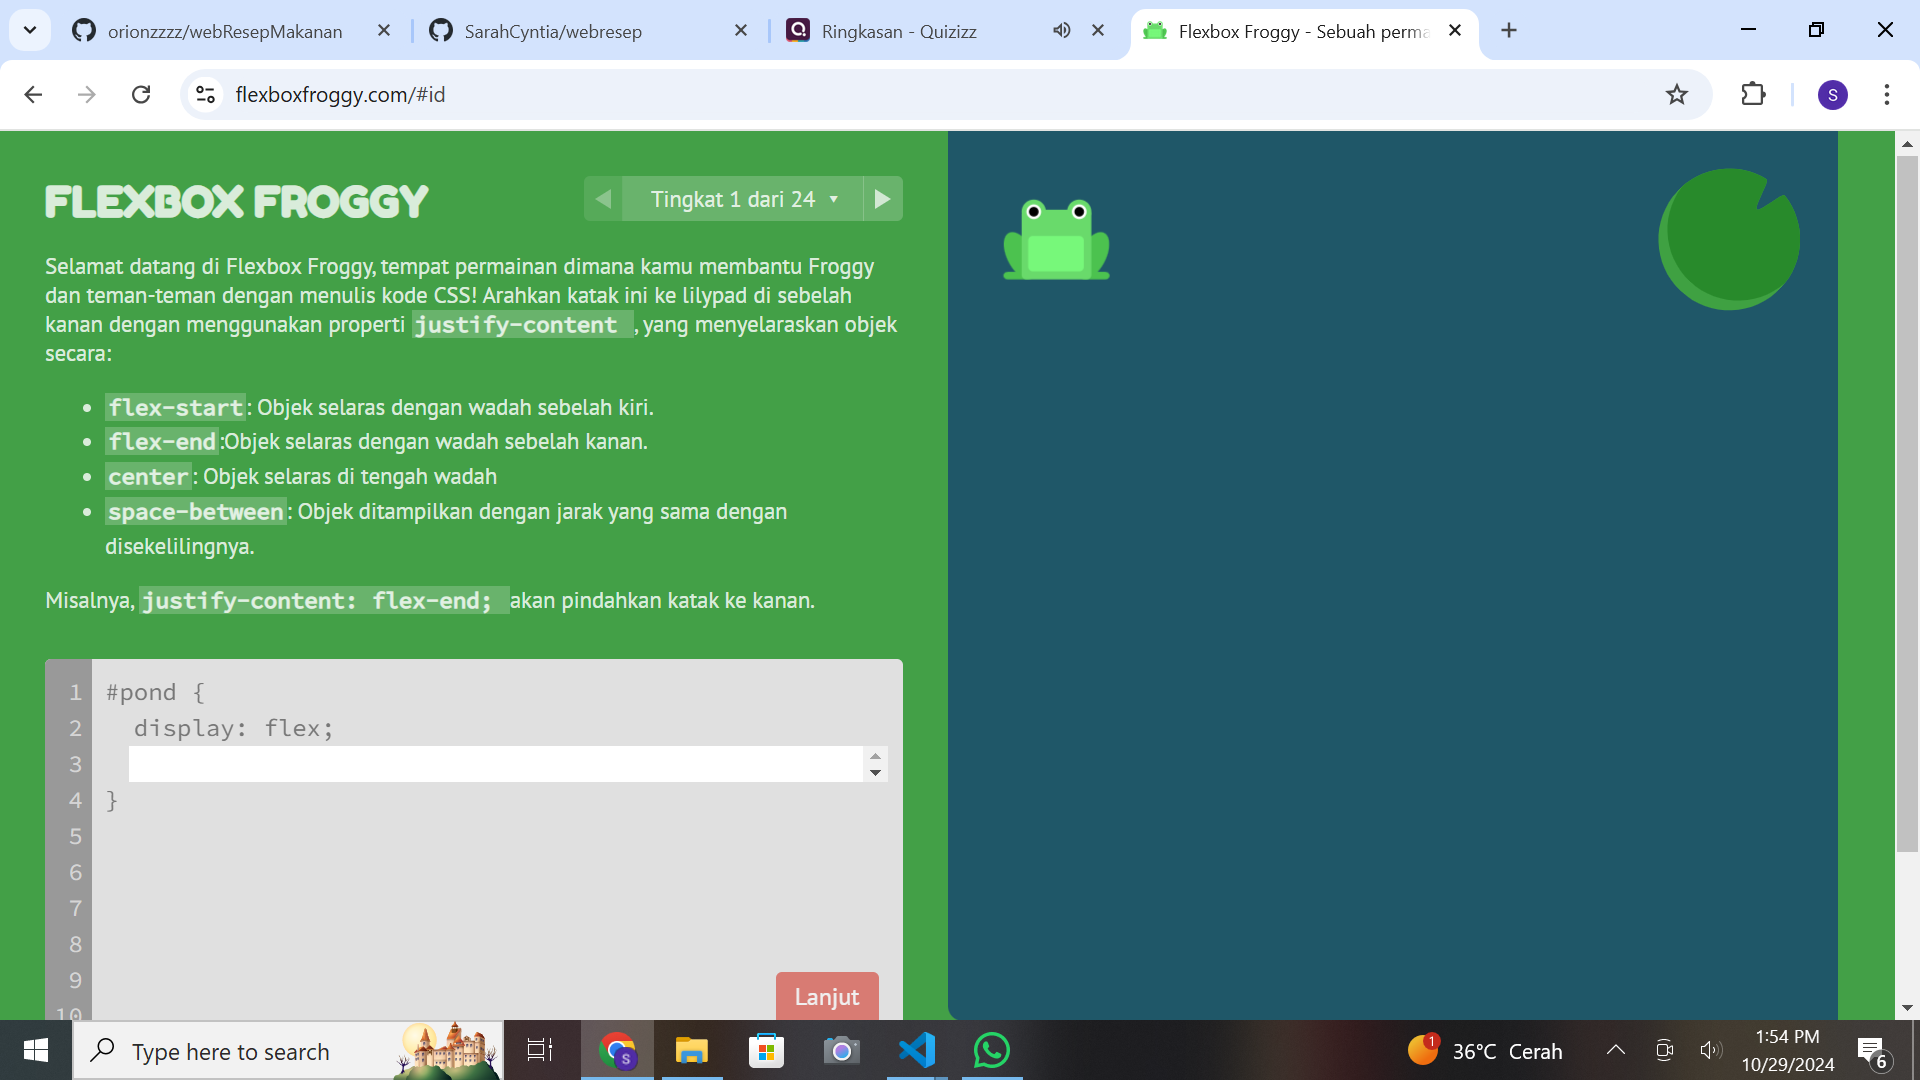 orionzzzz/webResepMakanan
SarahCyntia/webresep
Ringkasan - Quizizz
Flexbox Froggy - Sebuah perma
flexboxfroggy.com/#id
S
FLEXBOX FROGGY
Tingkat 1 dari 24
Selamat datang di Flexbox Froggy, tempat permainan dimana kamu membantu Froggy
dan teman-teman dengan menulis kode CSS! Arahkan katak ini ke lilypad di sebelah
kanan dengan menggunakan properti justify-content , yang menyelaraskan objek
secara:
• flex-start: Objek selaras dengan wadah sebelah kiri.
• flex-end:Objek selaras dengan wadah sebelah kanan.
• center: Objek selaras di tengah wadah
• space-between: Objek ditampilkan dengan jarak yang sama dengan
disekelilingnya.
Misalnya, justify-content: flex-end; akan pindahkan katak ke kanan.
1 #pond {
2 display: flex;
3
4 }
5
6
7
8
9
10
Lanjut
Type here to search
S
1
36°C Cerah
1:54 PM
10/29/2024
6